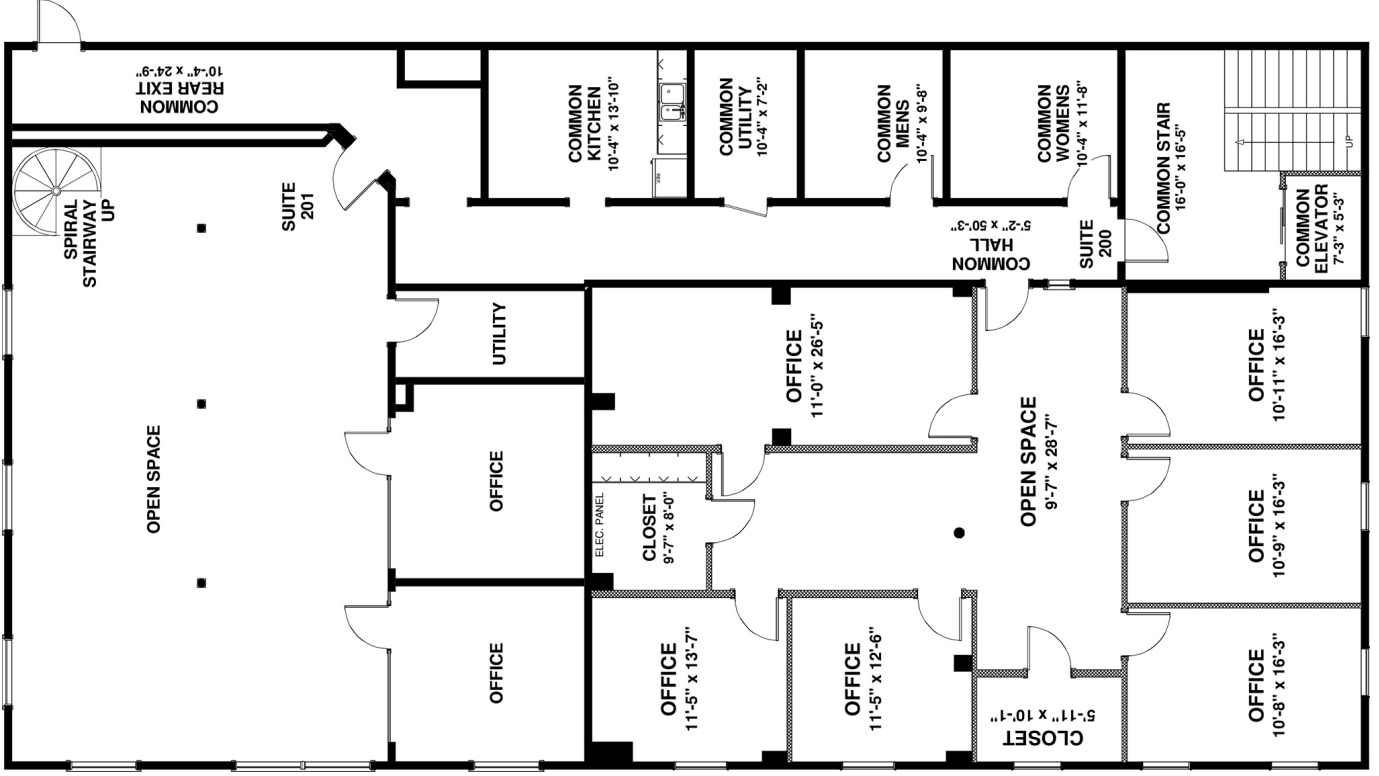 COMMON
REAR EXIT
10'-4" x 24'-9"
COMMON
KITCHEN
10'-4" x 13'-10"
REF.
COMMON
UTILITY
10'-4" x 7'-2"
COMMON
MENS
10'-4" x 9'-8"
COMMON
WOMENS
10'-4" x 11'-8"
COMMON STAIR
16'-0" x 16'-5"
UP
COMMON
ELEVATOR
7'-3" x 5'-3"
SPIRAL
STAIRWAY
UP
SUITE
201
COMMON
HALL
5'-2" x 50'-3"
SUITE
200
UTILITY
OFFICE
11'-0" x 26'-5"
OFFICE
10'-11" x 16'-3"
OPEN SPACE
OFFICE
ELEC. PANEL
CLOSET
9'-7" x 8'-0"
OPEN SPACE
9'-7" x 28'-7"
OFFICE
10'-9" x 16'-3"
OFFICE
OFFICE
11'-5" x 13'-7"
OFFICE
11'-5" x 12'-6"
CLOSET
5'-11" x 10'-1"
OFFICE
10'-8" x 16'-3"